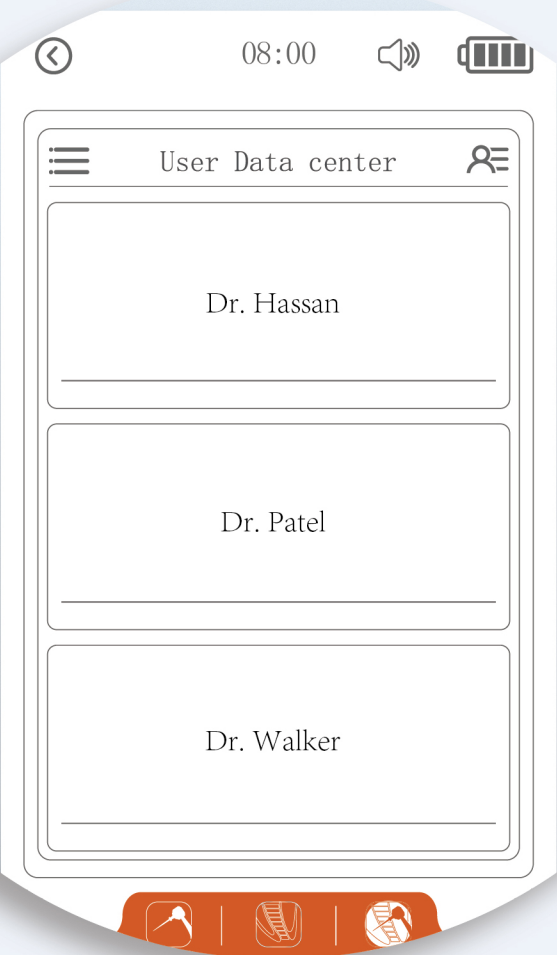 08:00
User Data center
Dr. Hassan
Dr. Patel
Dr. Walker